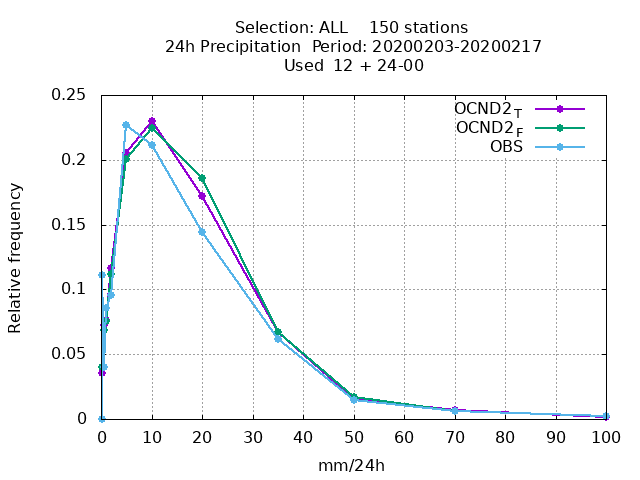 Selection: ALL    150 stations
24h Precipitation  Period: 20200203-20200217
Used  12 + 24-00
OCND2T
OCND2F
OBS
Relative frequency
0.25
0.2
0.15
0.1
0.05
0
0 10 20 30 40 50 60 70 80 90 100
mm/24h